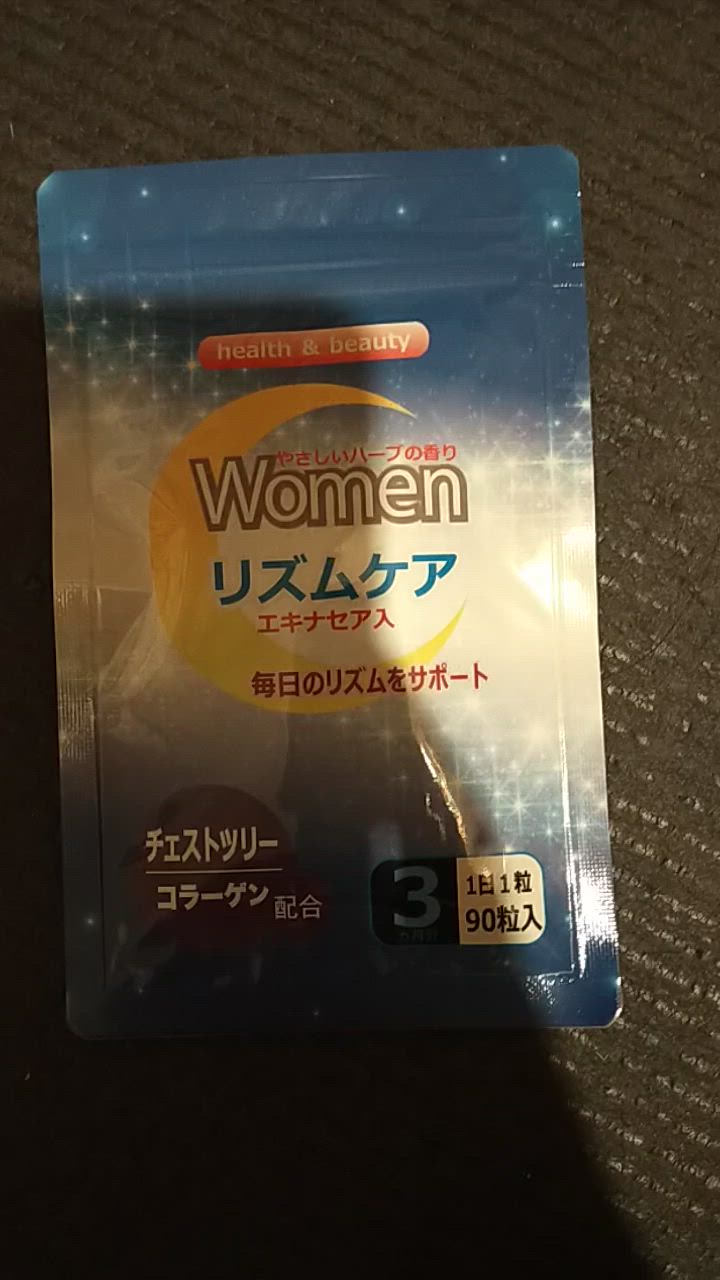 health & beauty
やさしいハーブの香り
Women
リズムケア
エキナセア入
毎日のリズムをサポート
チェストツリー
コラーゲン 配合
3
1日1粒
90粒入